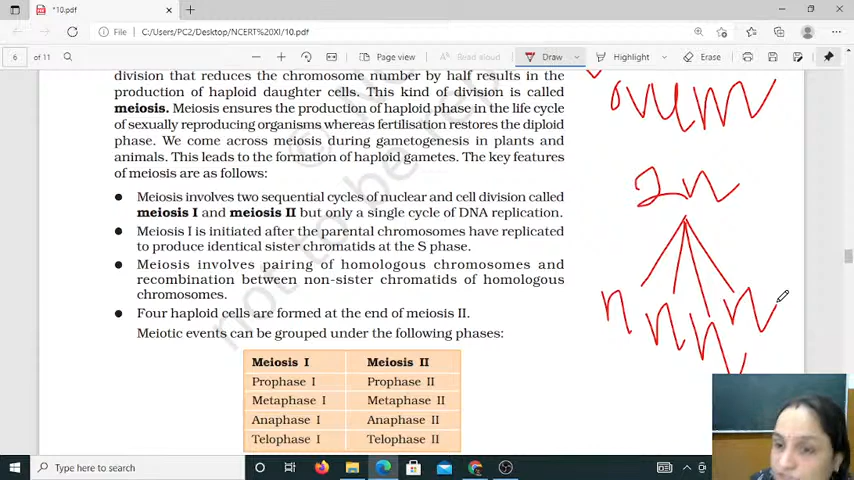 *10.pdf
File
C:/Users/PC2/Desktop/NCERT XI/10.pdf
6 of 11
Page view
Read aloud
Draw
Highlight
Erase
division that reduces the chromosome number by half results in the
production of haploid daughter cells. This kind of division is called
meiosis. Meiosis ensures the production of haploid phase in the life cycle
of sexually reproducing organisms whereas fertilisation restores the diploid
phase. We come across meiosis during gametogenesis in plants and
animals. This leads to the formation of haploid gametes. The key features
of meiosis are as follows:
● Meiosis involves two sequential cycles of nuclear and cell division called
meiosis I and meiosis II but only a single cycle of DNA replication.
● Meiosis I is initiated after the parental chromosomes have replicated
to produce identical sister chromatids at the S phase.
● Meiosis involves pairing of homologous chromosomes and
recombination between non-sister chromatids of homologous
chromosomes.
● Four haploid cells are formed at the end of meiosis II.
Meiotic events can be grouped under the following phases:
Meiosis I Meiosis II
Prophase I Prophase II
Metaphase I Metaphase II
Anaphase I Anaphase II
Telophase I Telophase II
ovum
2n
n n n n
not to be rep
©
Type here to search